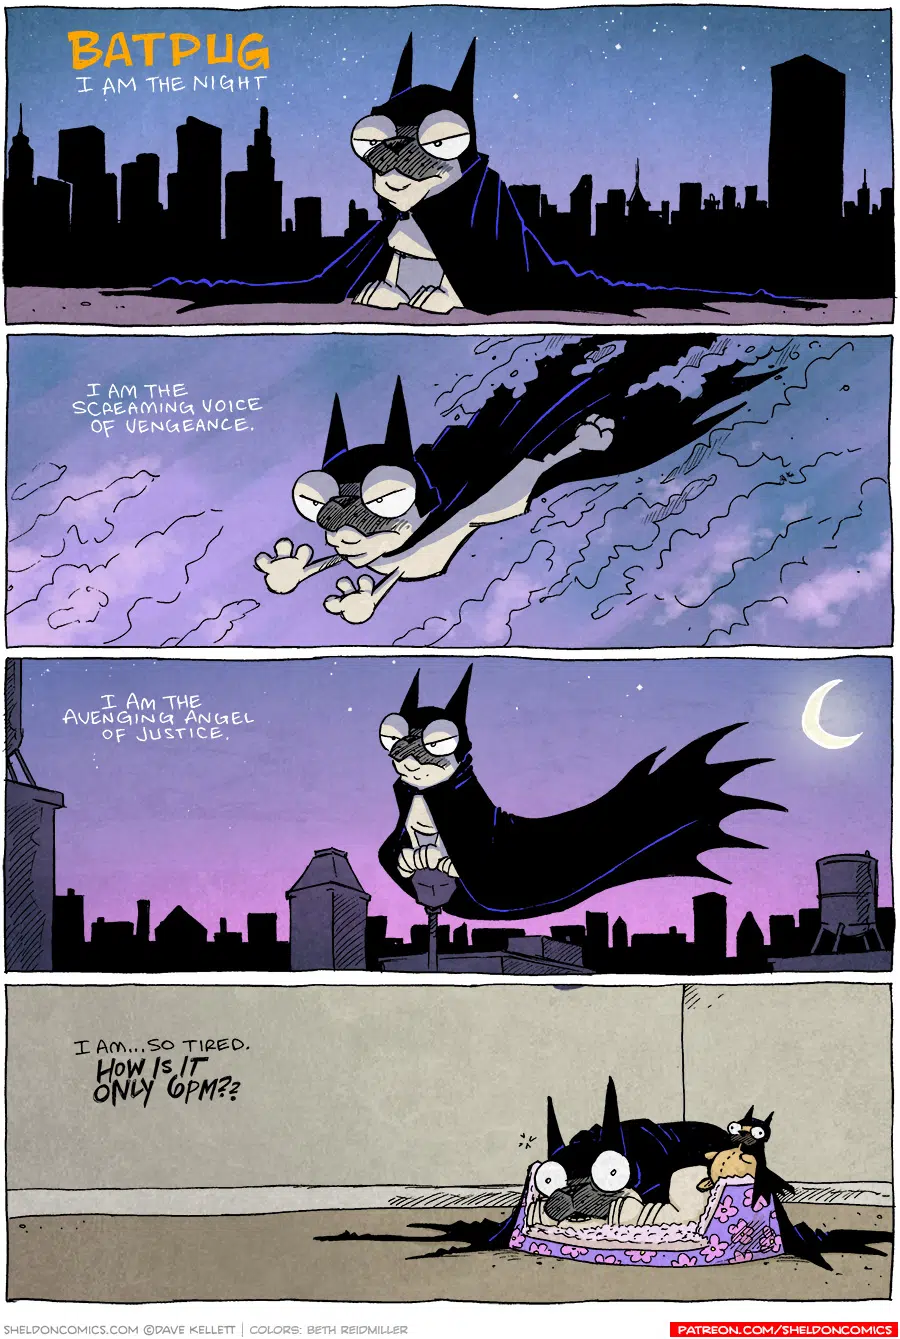 BATPUG
I AM THE NIGHT
I AM THE
SCREAMING VOICE
OF VENGEANCE.
I AM THE
AVENGING ANGEL
OF JUSTICE.
I AM...SO TIRED.
HOW IS IT
ONLY 6PM??
SHELDONCOMICS.COM ©DAVE KELLETT | COLORS: BETH REIDMILLER
PATREON.COM/SHELDONCOMICS